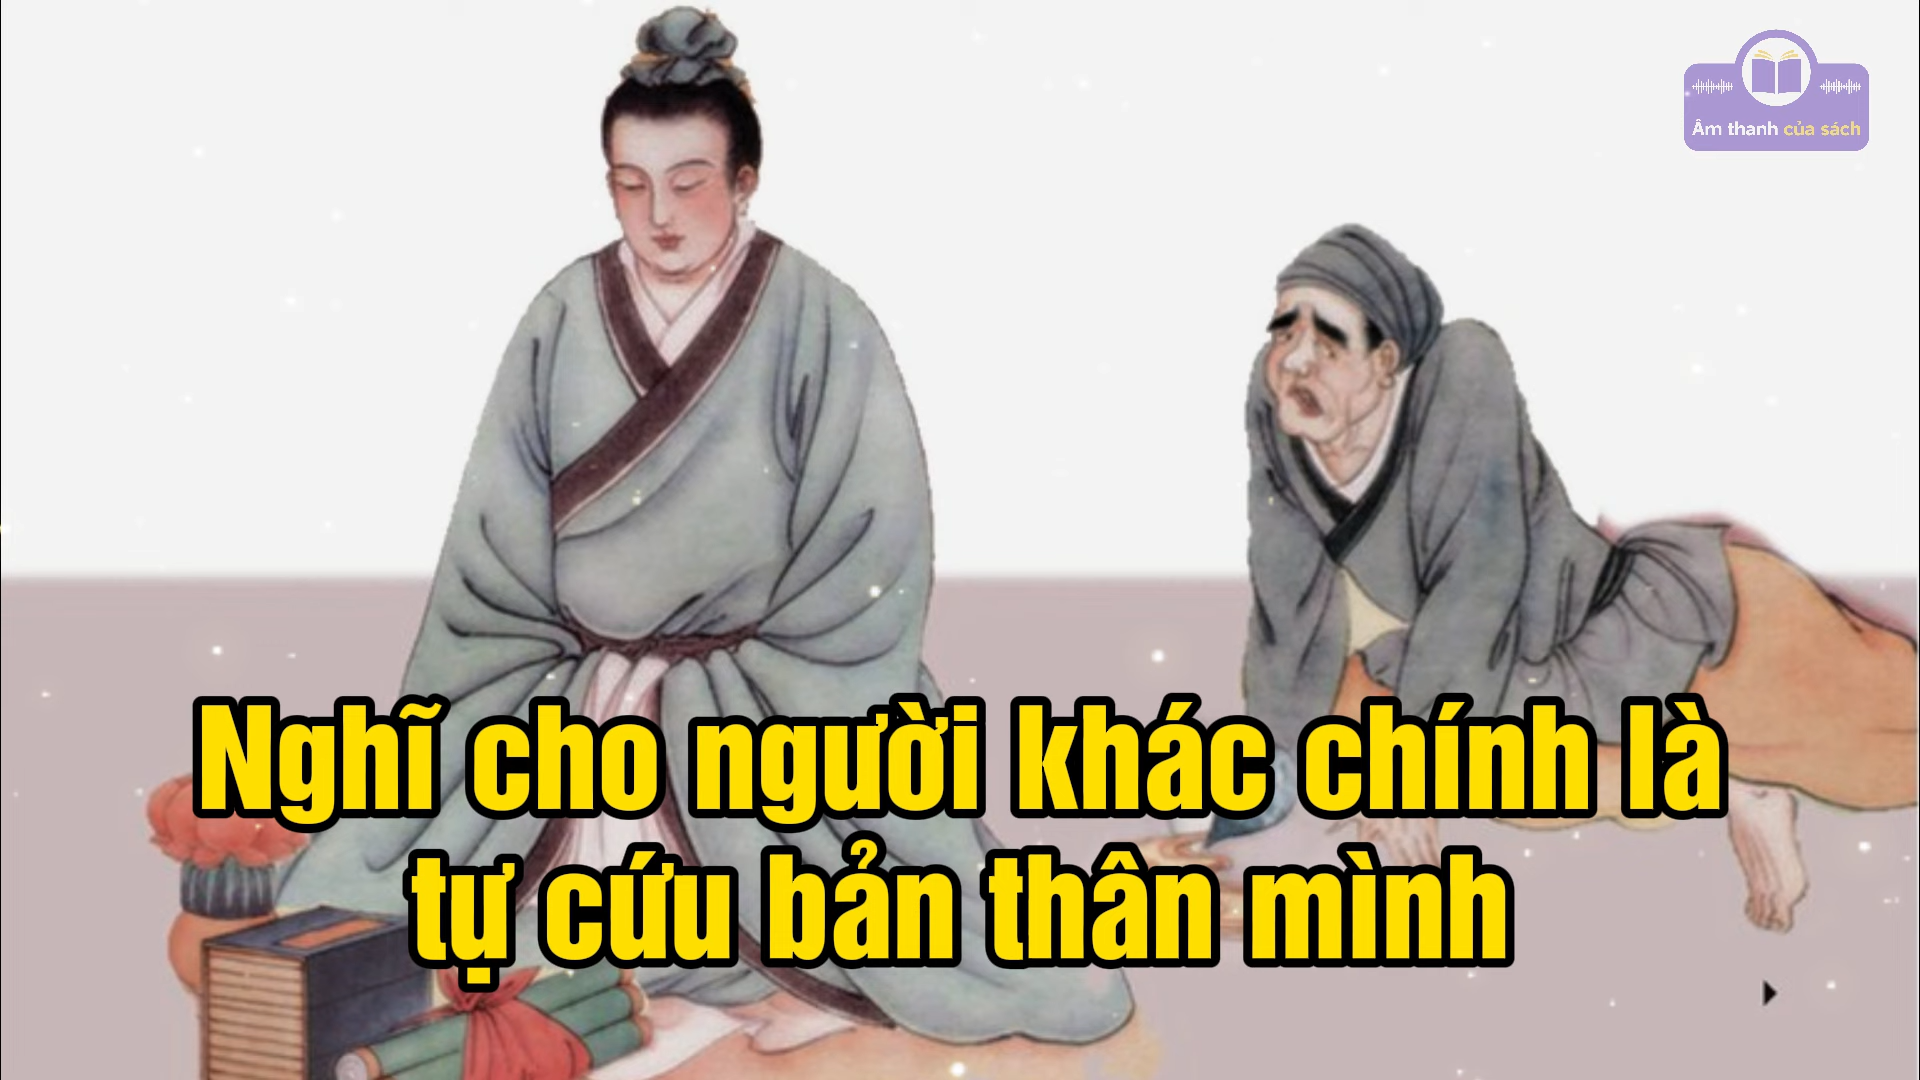 Âm thanh của sách
Nghĩ cho người khác chính là
tự cứu bản thân mình